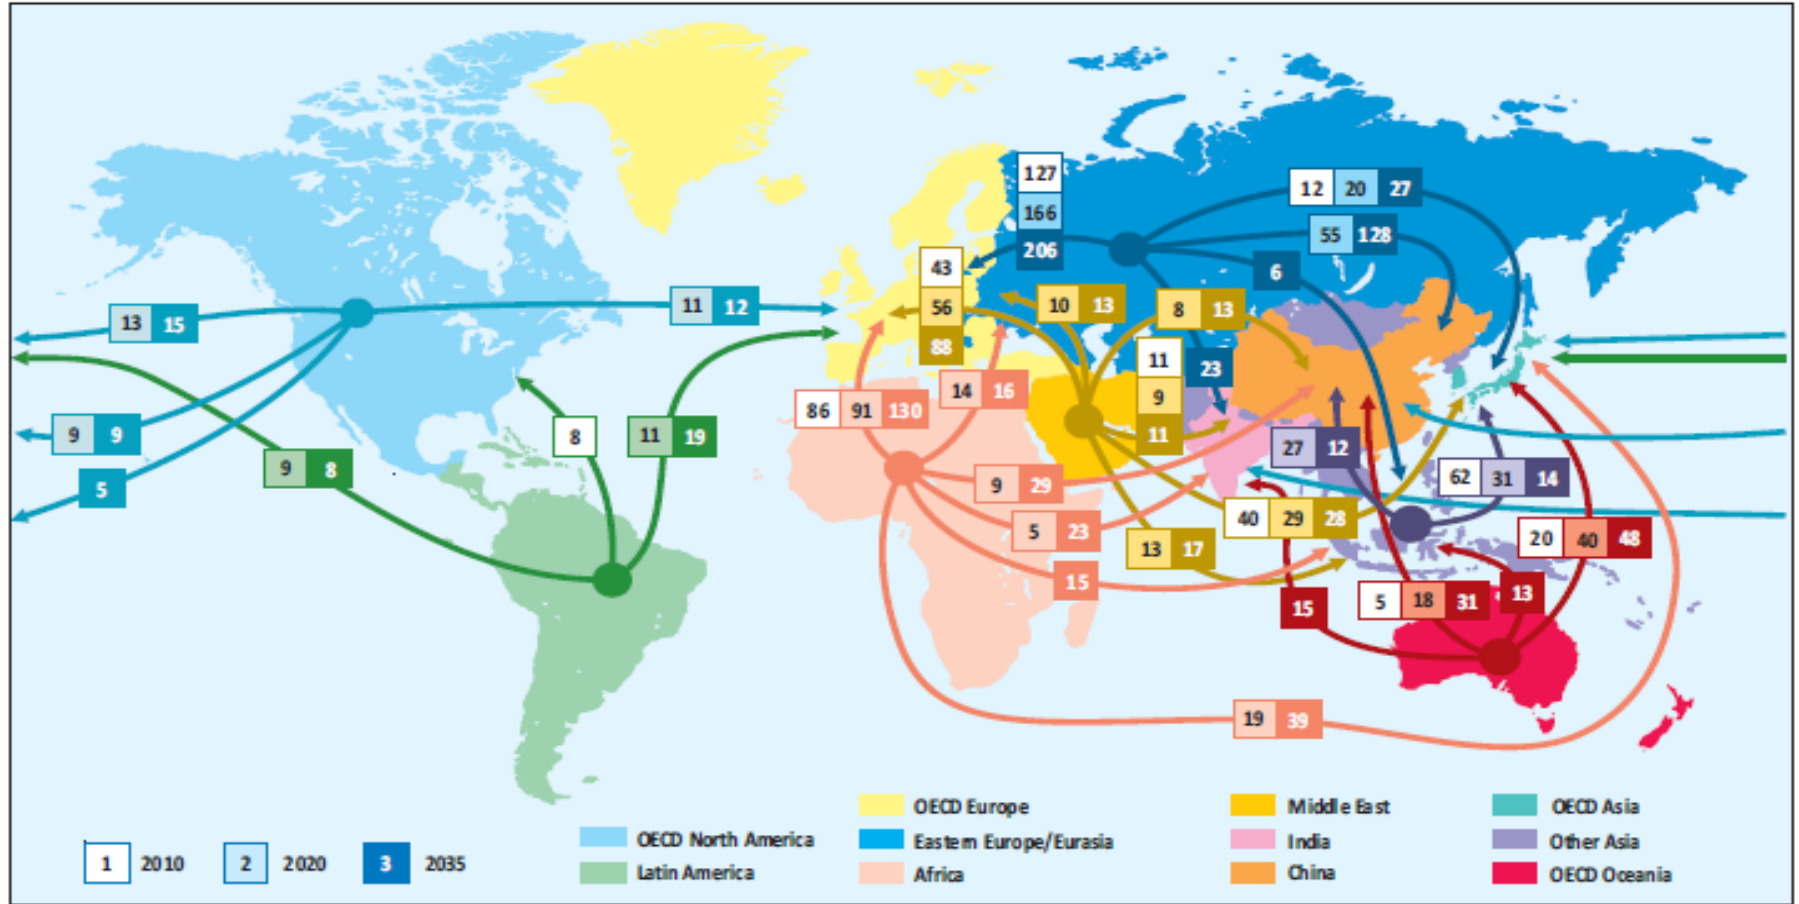 127
166
206
12 20 27
55 128
6
43
56
88
10 13
8 13
11 12
13 15
11
9
11
23
86 91 130
14 16
9 9
8
11 19
27 12
9 8
5
9 29
62 31 14
40 29 28
5 23
20 40 48
13 17
15
15
5 18 31
13
19 39
OECD Europe
Middle East
OECD Asia
OECD North America
Eastern Europe/Eurasia
India
Other Asia
1 2010 2 2020 3 2035
Latin America
Africa
China
OECD Oceania